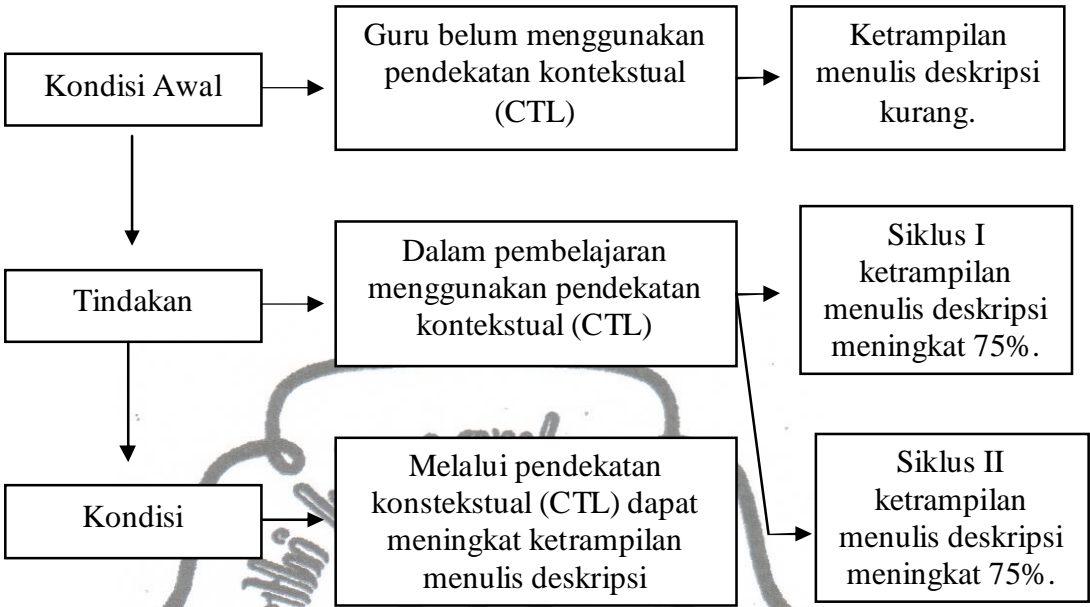 Kondisi Awal
Guru belum menggunakan
pendekatan kontekstual
(CTL)
Ketrampilan
menulis deskripsi
kurang.
Tindakan
Dalam pembelajaran
menggunakan pendekatan
kontekstual (CTL)
Siklus I
ketrampilan
menulis deskripsi
meningkat 75%.
Kondisi
Melalui pendekatan
konstekstual (CTL) dapat
meningkat ketrampilan
menulis deskripsi
Siklus II
ketrampilan
menulis deskripsi
meningkat 75%.